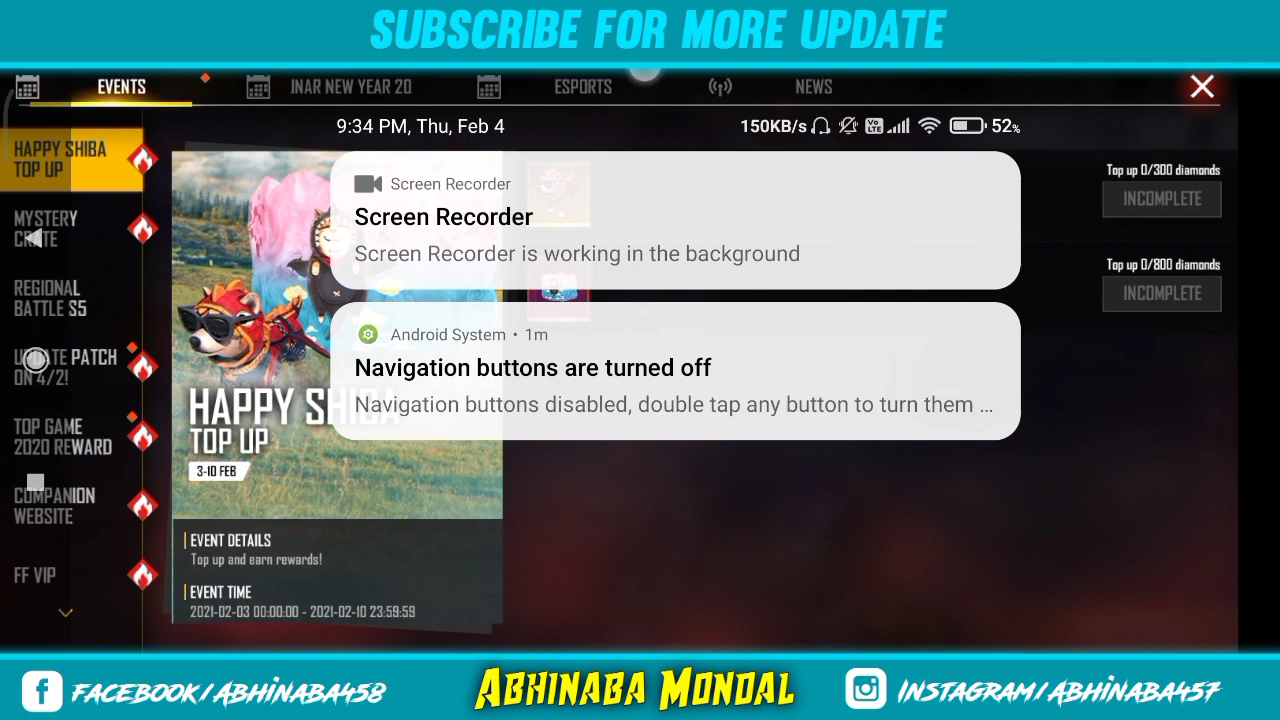 SUBSCRIBE FOR MORE UPDATE
EVENTS
INAR NEW YEAR 20
ESPORTS
NEWS
9:34 PM, Thu, Feb 4
150KB/s
Vo LTE
52%
HAPPY SHIBA
TOP UP
MYSTERY
CRATE
REGIONAL
BATTLE S5
UPDATE PATCH
ON 4/2!
TOP GAME
2020 REWARD
COMPANION
WEBSITE
FF VIP
Screen Recorder
Screen Recorder
Screen Recorder is working in the background
Android System • 1m
Navigation buttons are turned off
Navigation buttons disabled, double tap any button to turn them ...
HAPPY SHIBA
TOP UP
3-10 FEB
EVENT DETAILS
Top up and earn rewards!
EVENT TIME
2021-02-03 00:00:00 - 2021-02-10 23:59:59
Top up 0/300 diamonds
INCOMPLETE
Top up 0/800 diamonds
INCOMPLETE
FACEBOOK/ABHINABA458
ABHINABA MONDAL
INSTAGRAM/ABHINABA457